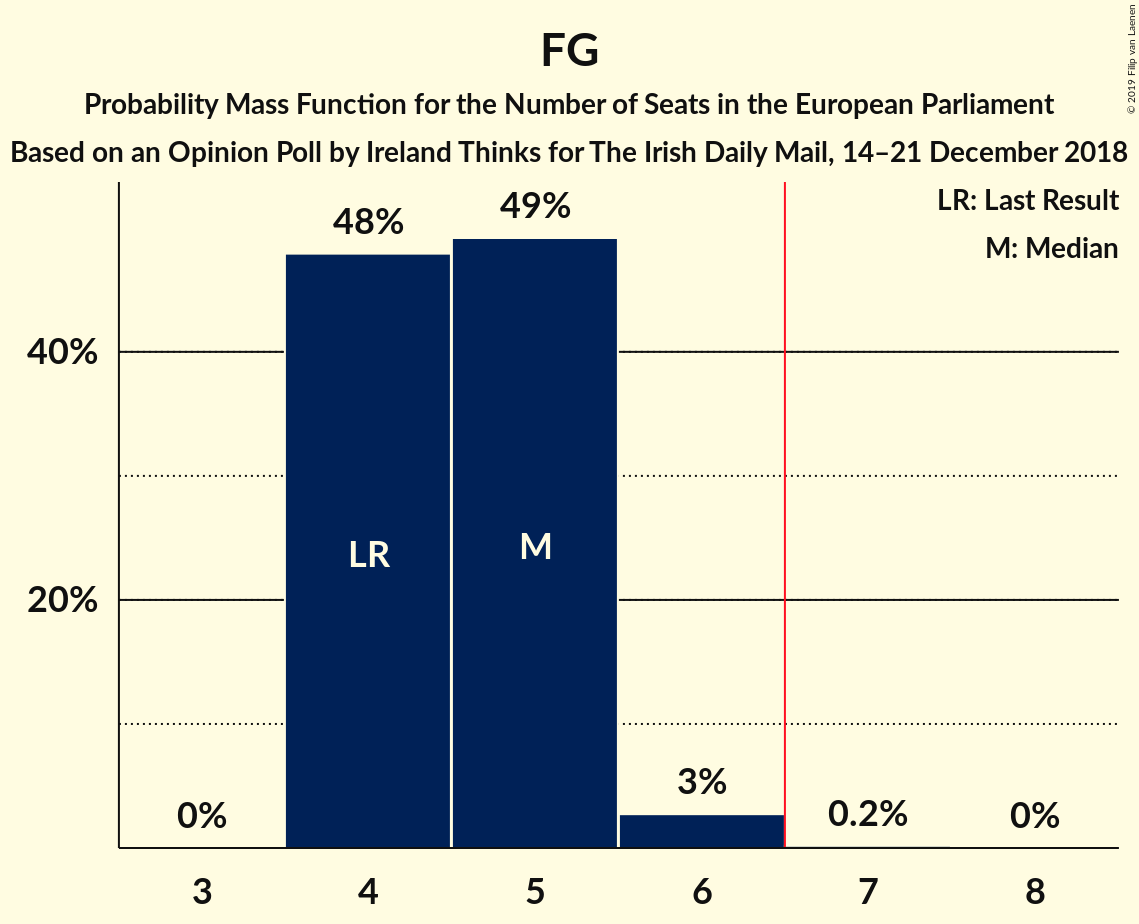 FG
Probability Mass Function for the Number of Seats in the European Parliament
Based on an Opinion Poll by Ireland Thinks for The Irish Daily Mail, 14–21 December 2018
© 2019 Filip van Laenen
LR: Last Result
M: Median
48%
49%
40%
LR
M
20%
0%
3%
0.2%
0%
3
4
5
6
7
8